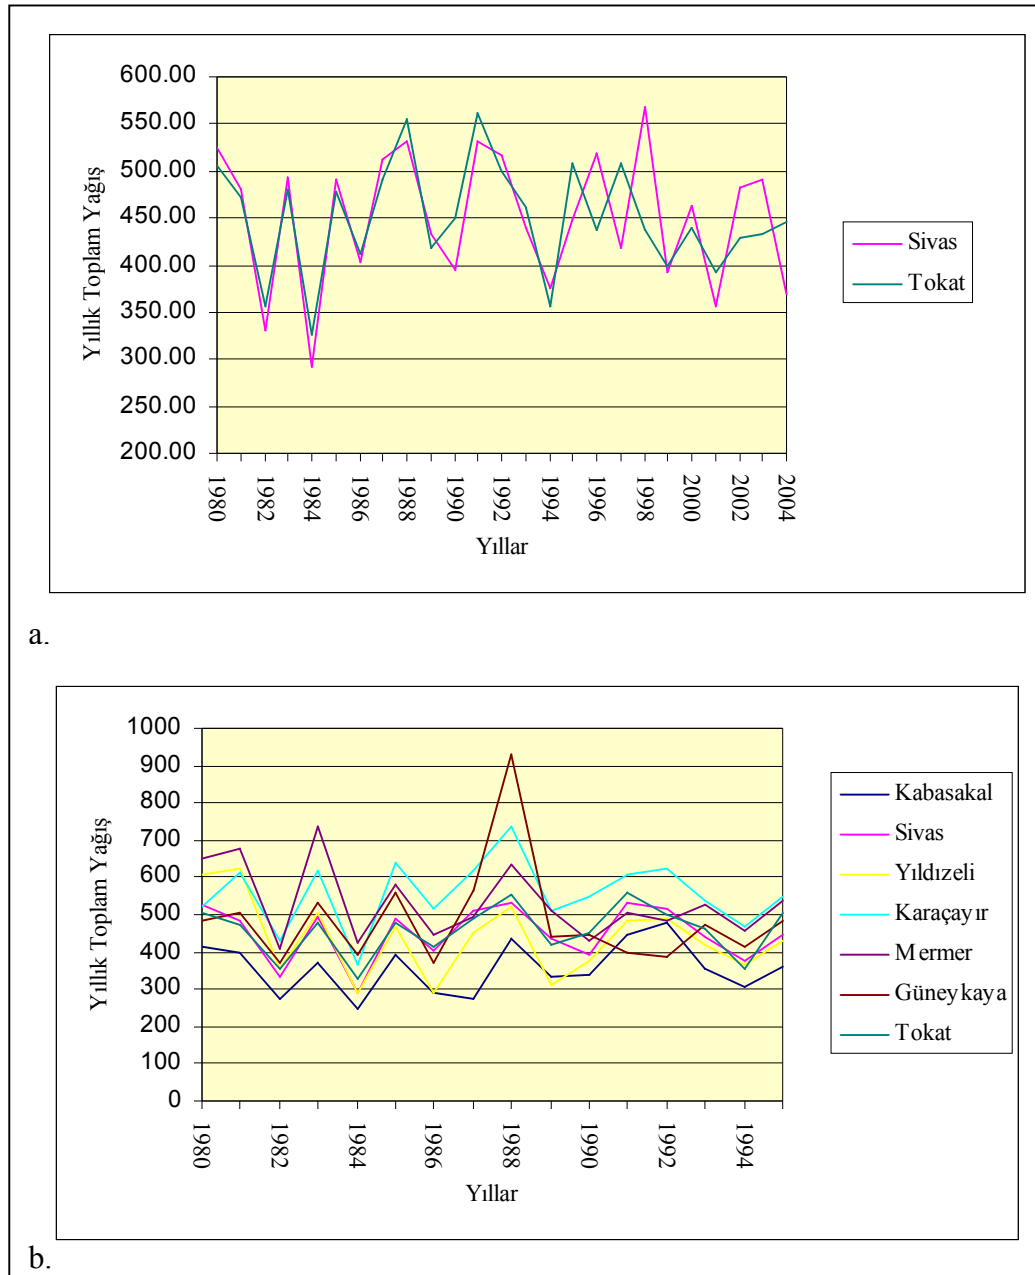 600.00
550.00
500.00
450.00
400.00
350.00
300.00
250.00
200.00
Yıllık Toplam Yağış
1980
1982
1984
1986
1988
1990
1992
1994
1996
1998
2000
2002
2004
Yıllar
Sivas
Tokat
a.
1000
900
800
700
600
500
400
300
200
100
0
Yıllık Toplam Yağış
1980
1982
1984
1986
1988
1990
1992
1994
Yıllar
Kabasakal
Sivas
Yıldızeli
Karaçayır
Mermer
Güneykaya
Tokat
b.